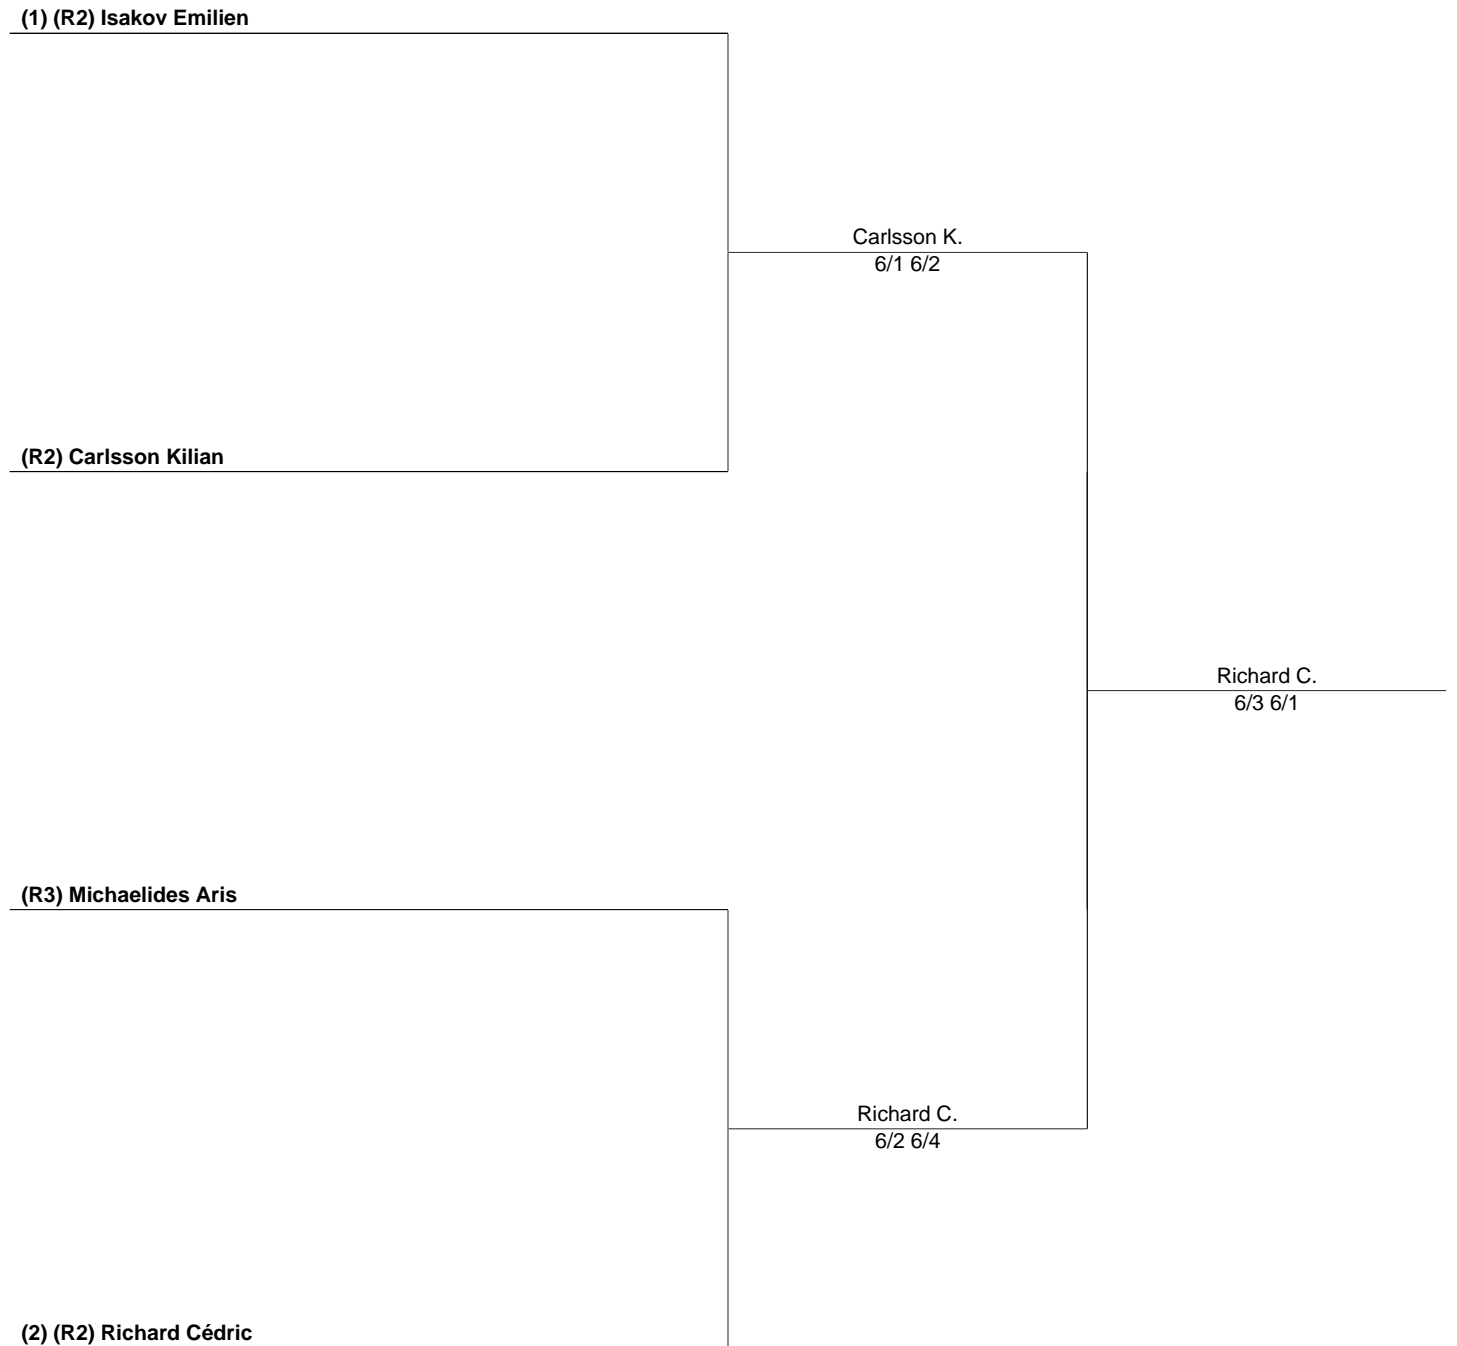 (1) (R2) Isakov Emilien
Carlsson K.
6/1 6/2
(R2) Carlsson Kilian
Richard C.
6/3 6/1
(R3) Michaelides Aris
Richard C.
6/2 6/4
(2) (R2) Richard Cédric